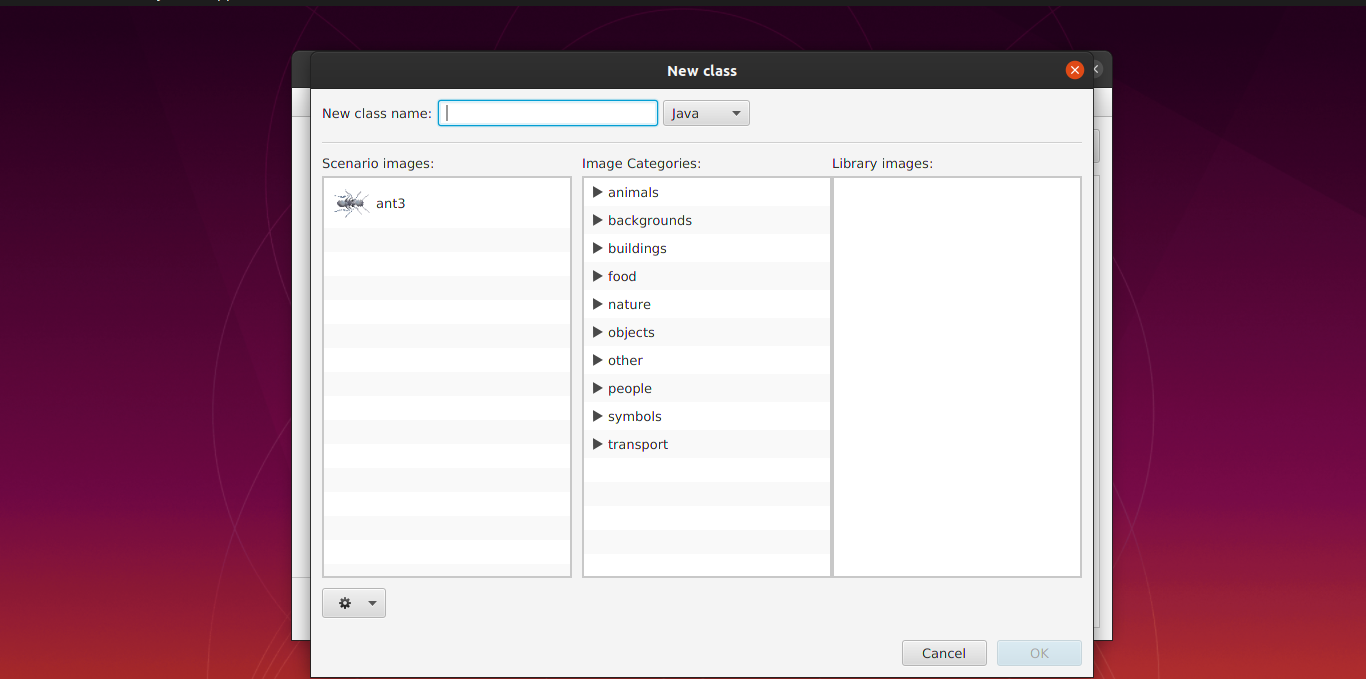 New class
New class name: Java
Scenario images:
Image Categories:
Library images:
ant3
animals
backgrounds
buildings
food
nature
objects
other
people
symbols
transport
Cancel OK